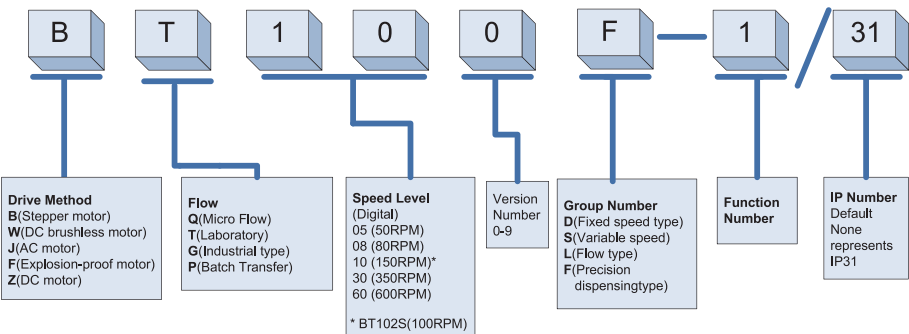 B T 1 0 0 F 1 / 31
Drive Method
B(Stepper motor)
W(DC brushless motor)
J(AC motor)
F(Explosion-proof motor)
Z(DC motor)
Flow
Q(Micro Flow)
T(Laboratory)
G(Industrial type)
P(Batch Transfer)
Speed Level
(Digital)
05 (50RPM)
08 (80RPM)
10 (150RPM)*
30 (350RPM)
60 (600RPM)
* BT102S(100RPM)
Version
Number
0-9
Group Number
D(Fixed speed type)
S(Variable speed)
L(Flow type)
F(Precision
dispensingtype)
Function
Number
IP Number
Default
None
represents
IP31